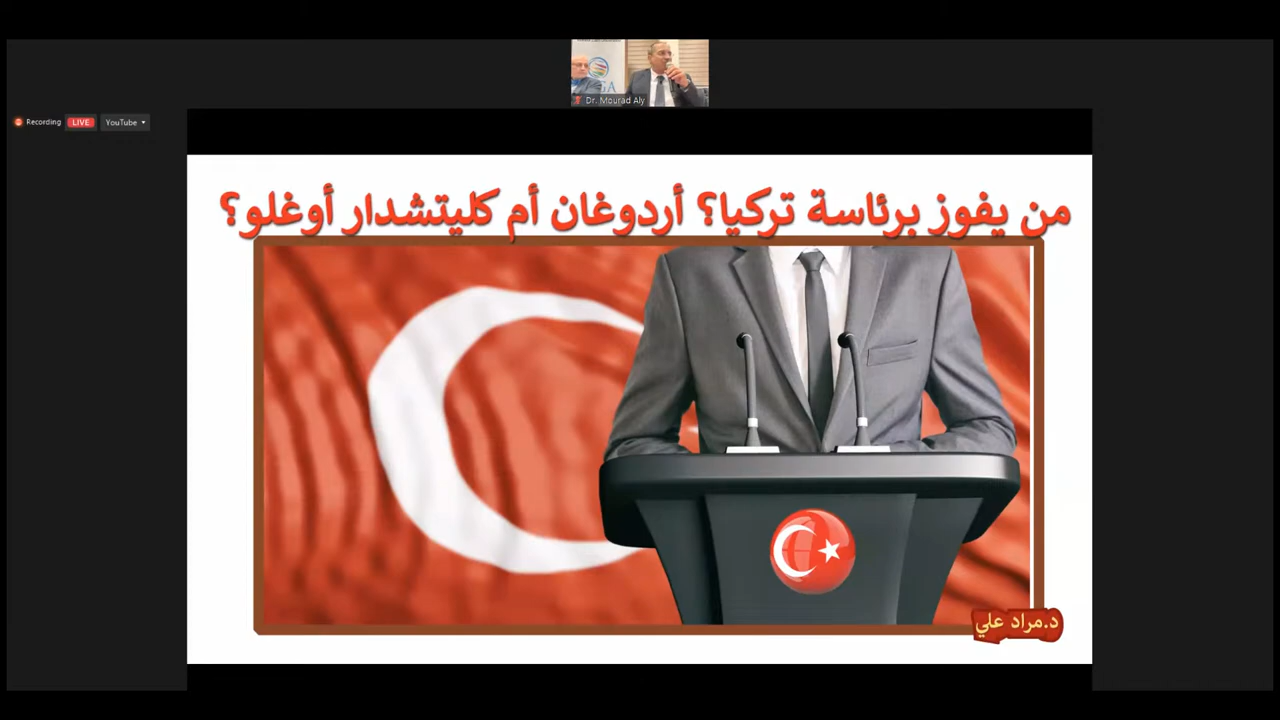 Dr. Mourad Aly
Recording
LIVE
YouTube
من يفوز برئاسة تركيا؟ أردوغان أم كليتشدار أوغلو؟
د.مراد علي